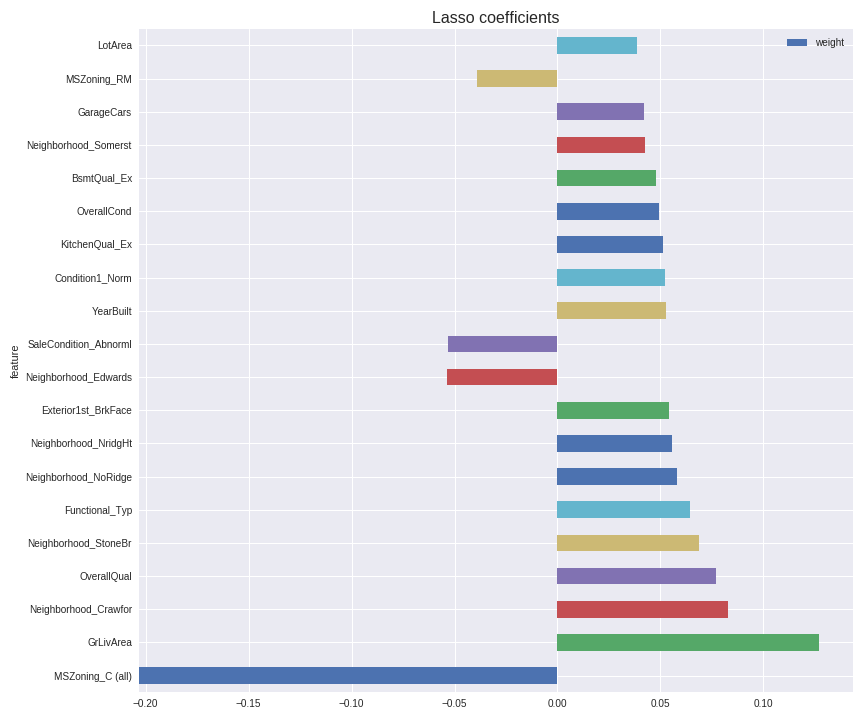 Lasso coefficients
weight
LotArea
MSZoning_RM
GarageCars
Neighborhood_Somerst
BsmtQual_Ex
OverallCond
KitchenQual_Ex
Condition1_Norm
YearBuilt
SaleCondition_Abnorml
Neighborhood_Edwards
Exterior1st_BrkFace
Neighborhood_NridgHt
Neighborhood_NoRidge
Functional_Typ
Neighborhood_StoneBr
OverallQual
Neighborhood_Crawfor
GrLivArea
MSZoning_C (all)
feature
−0.20 −0.15 −0.10 −0.05 0.00 0.05 0.10